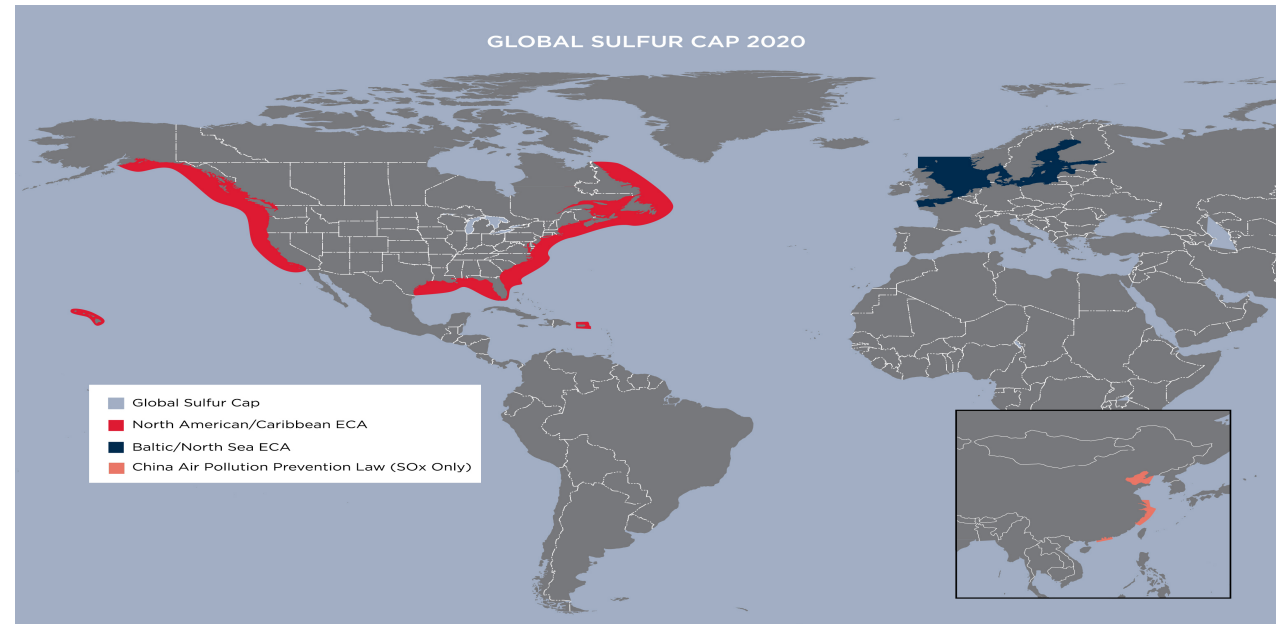 GLOBAL SULFUR CAP 2020
Global Sulfur Cap
North American/Caribbean ECA
Baltic/North Sea ECA
China Air Pollution Prevention Law (SOx Only)